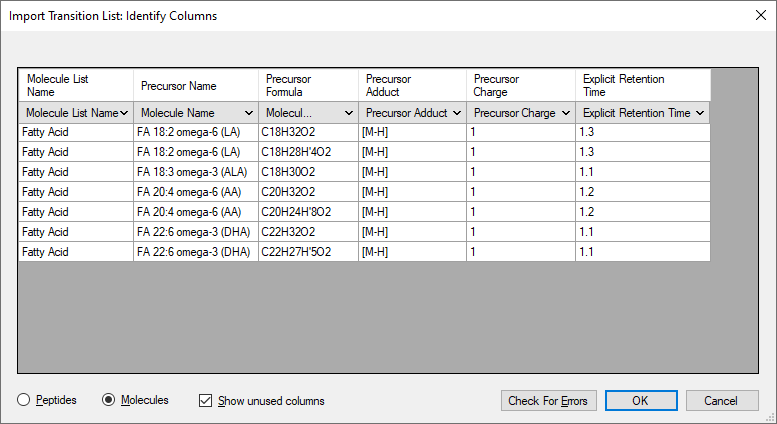 Import Transition List: Identify Columns
Molecule List Name Precursor Name Precursor Formula Precursor Adduct Precursor Charge Explicit Retention Time
Molecule List Name Molecule Name Molecul... Precursor Adduct Precursor Charge Explicit Retention Time
Fatty Acid FA 18:2 omega-6 (LA) C18H32O2 [M-H] 1 1.3
Fatty Acid FA 18:2 omega-6 (LA) C18H28H'4O2 [M-H] 1 1.3
Fatty Acid FA 18:3 omega-3 (ALA) C18H30O2 [M-H] 1 1.1
Fatty Acid FA 20:4 omega-6 (AA) C20H32O2 [M-H] 1 1.2
Fatty Acid FA 20:4 omega-6 (AA) C20H24H'8O2 [M-H] 1 1.2
Fatty Acid FA 22:6 omega-3 (DHA) C22H32O2 [M-H] 1 1.1
Fatty Acid FA 22:6 omega-3 (DHA) C22H27H'5O2 [M-H] 1 1.1
Peptides Molecules Show unused columns Check For Errors OK Cancel